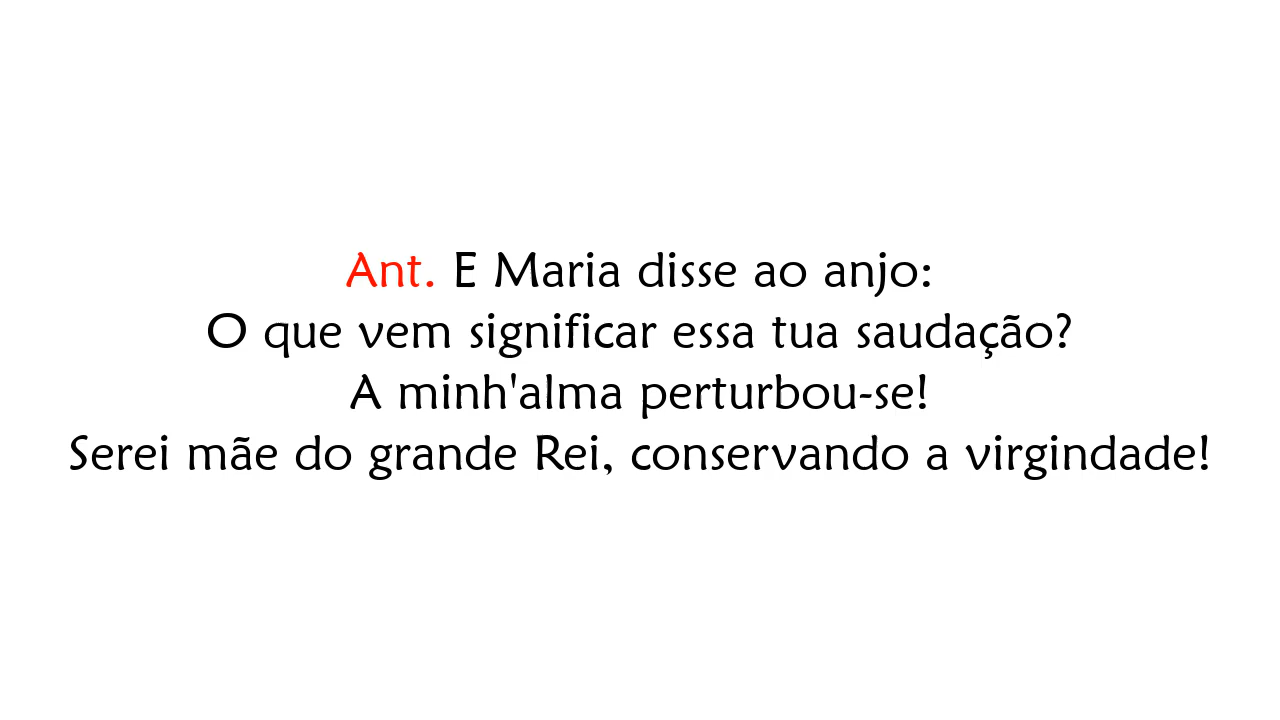 Ant. E Maria disse ao anjo:
O que vem significar essa tua saudação?
A minh'alma perturbou-se!
Serei mãe do grande Rei, conservando a virgindade!